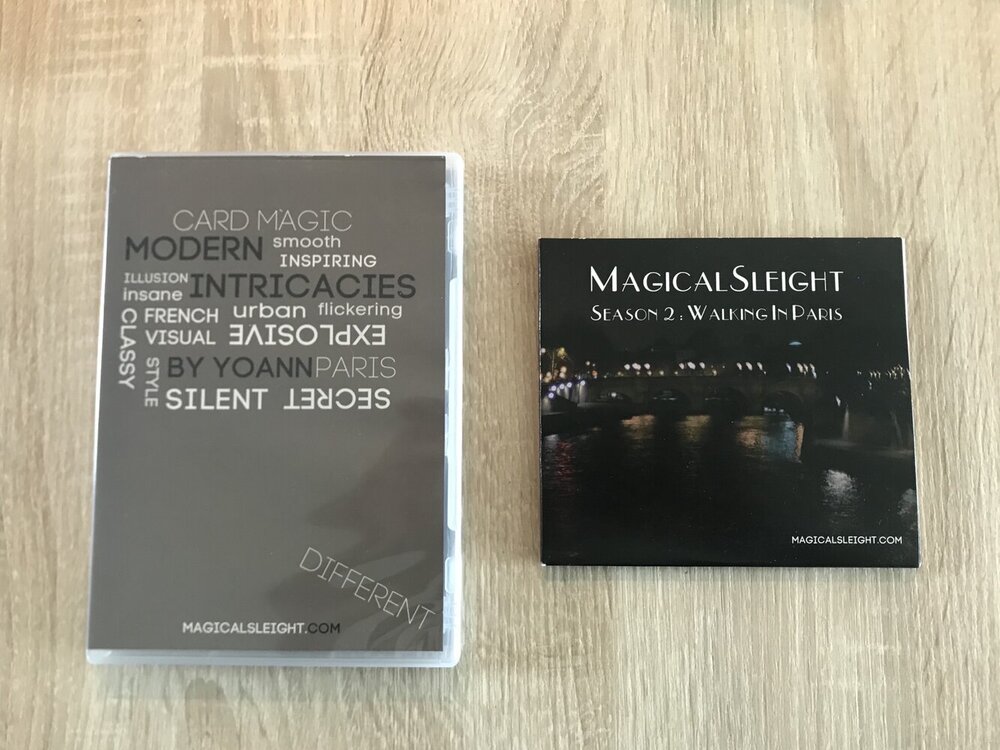 CARD MAGIC
MODERN smooth
INSPIRING
ILLUSION INTRICACIES
insane
CLASSY FRENCH urban flickering
VISUAL EXPLOSIVE
STYLE BY YOANN PARIS
SILENT SECRET
DIFFERENT
MAGICALSLEIGHT.COM
MAGICALSLEIGHT
SEASON 2 : WALKING IN PARIS
MAGICALSLEIGHT.COM